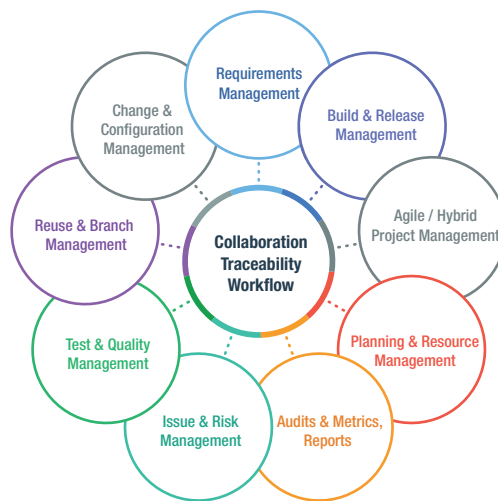 Requirements
Management
Build & Release
Management
Agile / Hybrid
Project Management
Planning & Resource
Management
Audits & Metrics,
Reports
Issue & Risk
Management
Test & Quality
Management
Reuse & Branch
Management
Change &
Configuration
Management
Collaboration
Traceability
Workflow